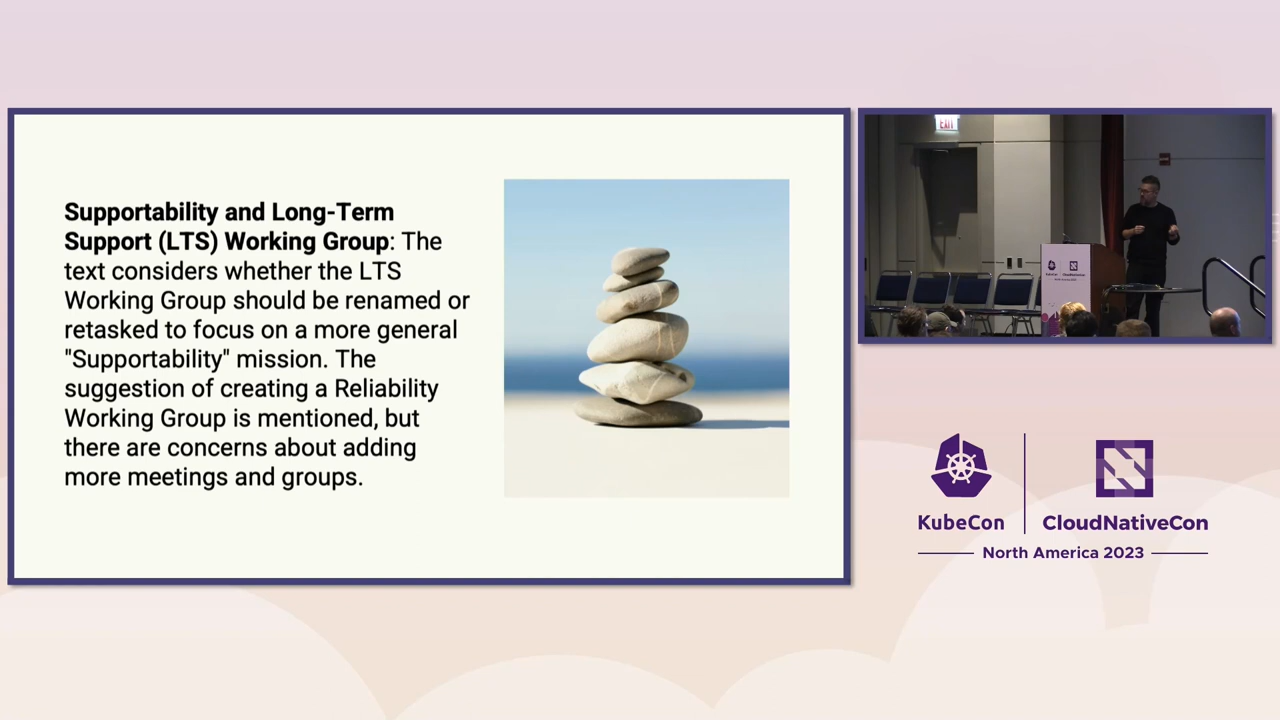 Supportability and Long-Term
Support (LTS) Working Group: The
text considers whether the LTS
Working Group should be renamed or
retasked to focus on a more general
"Supportability" mission. The
suggestion of creating a Reliability
Working Group is mentioned, but
there are concerns about adding
more meetings and groups.
EXIT
KubeCon
CloudNativeCon
North America 2023